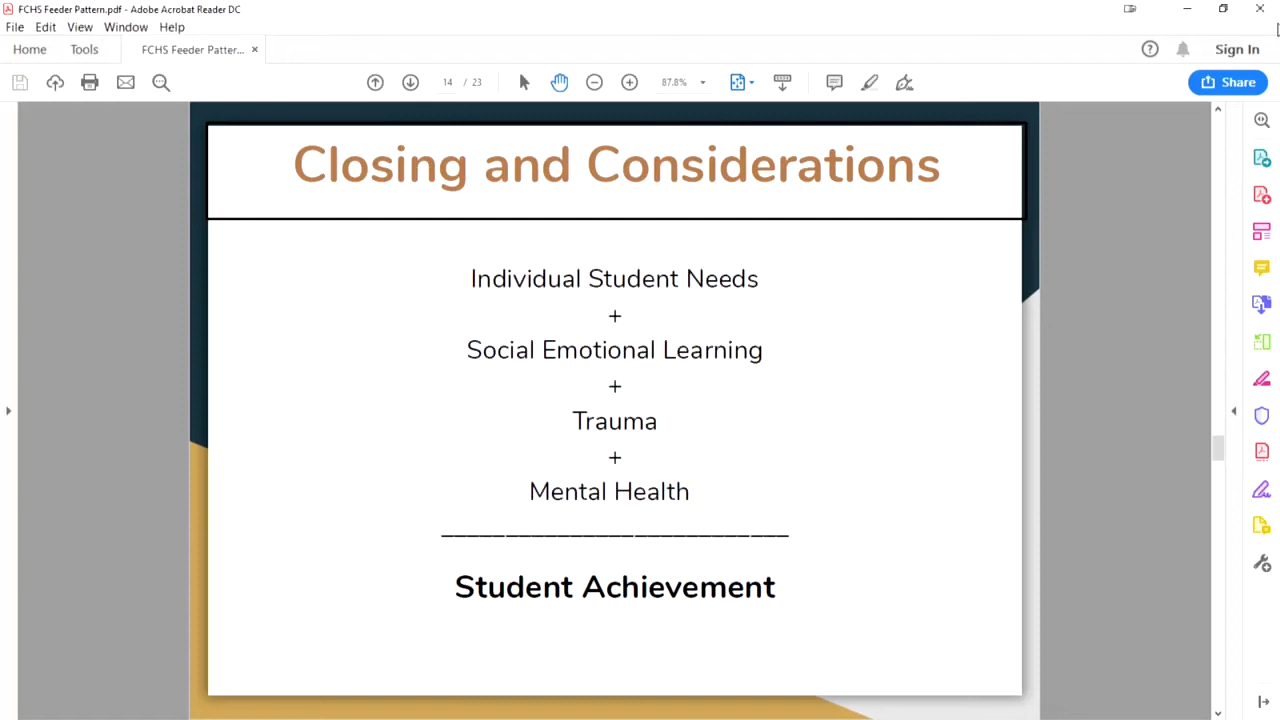 FCHS Feeder Pattern.pdf - Adobe Acrobat Reader DC
File Edit View Window Help
Home Tools FCHS Feeder Patter... × Sign In
14 / 23 87.8% Share
Closing and Considerations
Individual Student Needs
+
Social Emotional Learning
+
Trauma
+
Mental Health
___________________________
Student Achievement